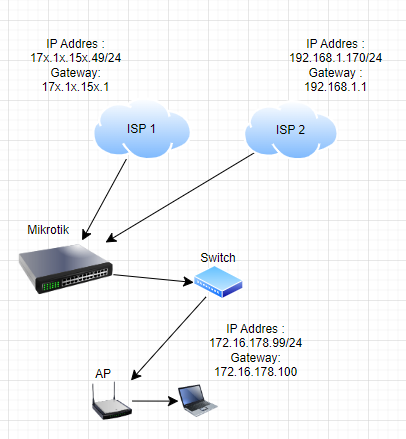 IP Addres :
17x.1x.15x.49/24
Gateway:
17x.1x.15x.1
IP Addres :
192.168.1.170/24
Gateway :
192.168.1.1
ISP 1
ISP 2
Mikrotik
Switch
IP Addres :
172.16.178.99/24
Gateway:
172.16.178.100
AP